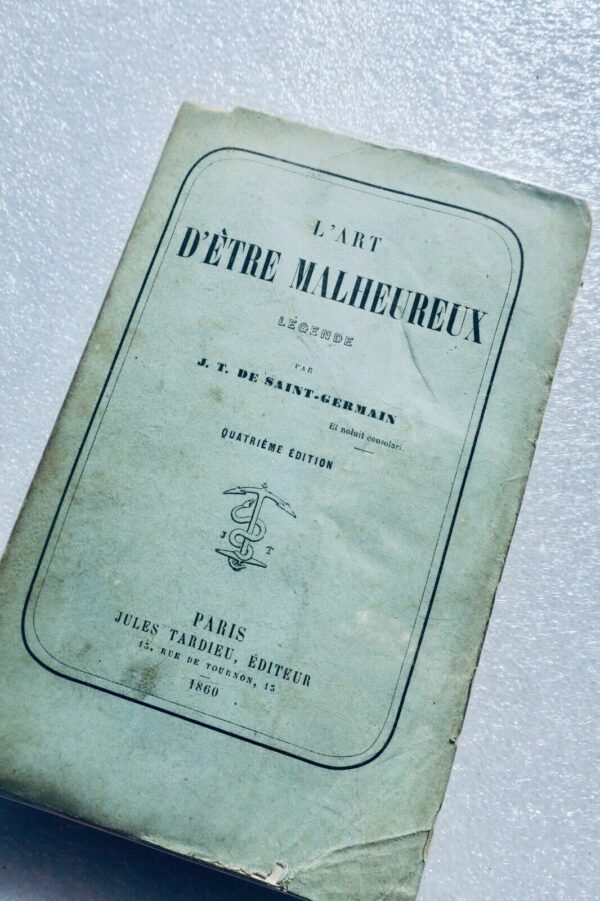 L'ART
D'ÊTRE MALHEUREUX
LÉGENDE
PAR
J. T. DE SAINT-GERMAIN
Et noluit consolari
QUATRIÈME ÉDITION
J T
PARIS
JULES TARDIEU, ÉDITEUR
13, RUE DE TOURNON, 13
1860